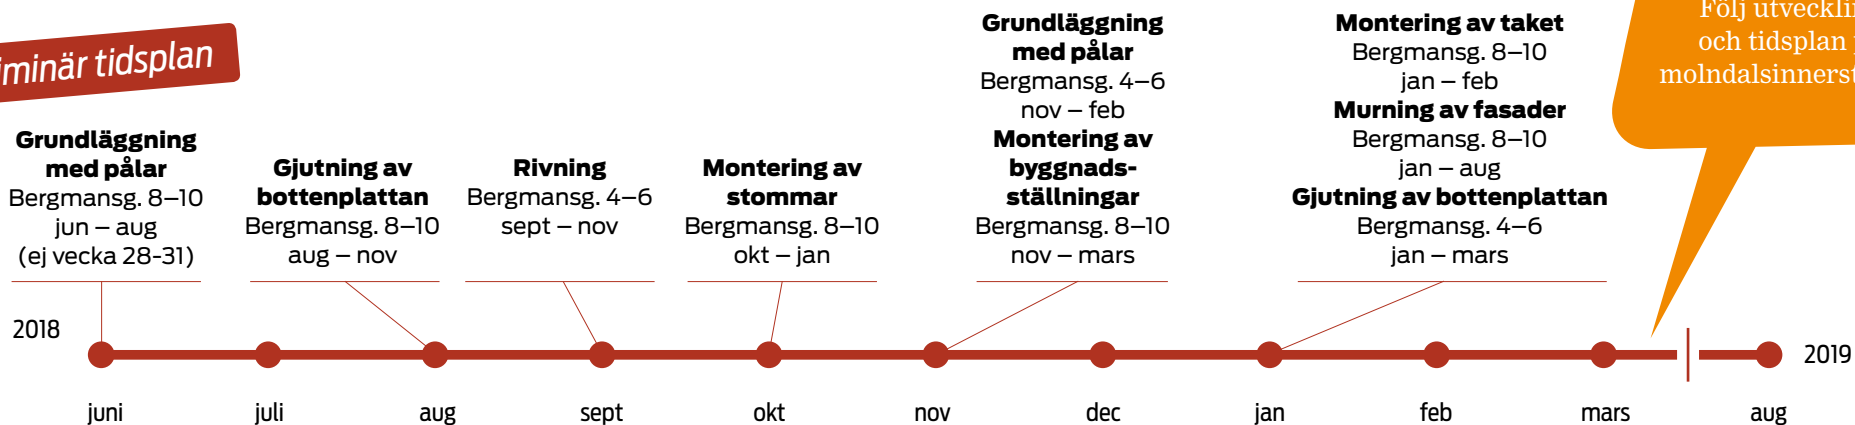 tidsplan
Grundläggning
med pålar
Bergmansg. 8–10
jun – aug
(ej vecka 28-31)
Gjutning av
bottenplattan
Bergmansg. 8–10
aug – nov
Rivning
Bergmansg. 4–6
sept – nov
Montering av
stommar
Bergmansg. 8–10
okt – jan
Grundläggning
med pålar
Bergmansg. 4–6
nov – feb
Montering av
byggnads-
ställningar
Bergmansg. 8–10
nov – mars
Montering av taket
Bergmansg. 8–10
jan – feb
Murning av fasader
Bergmansg. 8–10
jan – aug
Gjutning av bottenplattan
Bergmansg. 4–6
jan – mars
Följ
och tidsplan
2018
2019
juni juli aug sept okt nov dec jan feb mars aug